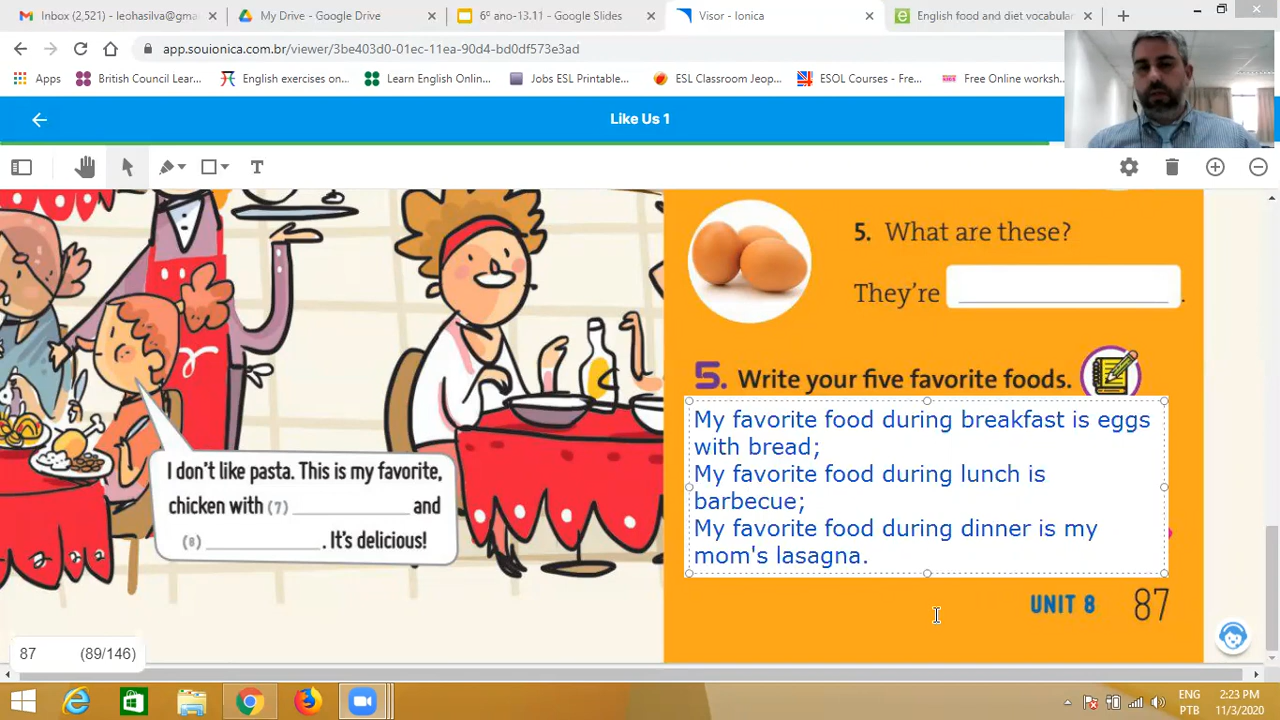 Inbox (2,521) - leohasilva@gma
My Drive - Google Drive
6º ano-13.11 - Google Slides
Visor - Ionica
English food and diet vocabular
app.souionica.com.br/viewer/3be403d0-01ec-11ea-90d4-bd0df573e3ad
Apps
British Council Lear...
English exercises on...
Learn English Onlin...
Jobs ESL Printable...
ESL Classroom Jeop...
ESOL Courses - Fre...
Free Online worksh...
Like Us 1
T
5. What are these?
They're ____________.
5. Write your five favorite foods.
My favorite food during breakfast is eggs
with bread;
My favorite food during lunch is
barbecue;
My favorite food during dinner is my
mom's lasagna.
I don't like pasta. This is my favorite,
chicken with (7) ____________ and
(8) ____________. It's delicious!
UNIT 8 87
87 (89/146)
ENG
PTB
2:23 PM
11/3/2020